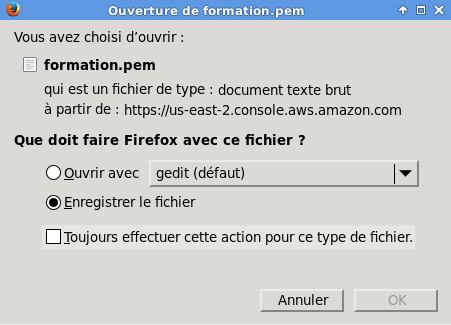 Ouverture de formation.pem
Vous avez choisi d'ouvrir :
formation.pem
qui est un fichier de type : document texte brut
à partir de : https://us-east-2.console.aws.amazon.com
Que doit faire Firefox avec ce fichier ?
Ouvrir avec gedit (défaut)
Enregistrer le fichier
Toujours effectuer cette action pour ce type de fichier.
Annuler OK